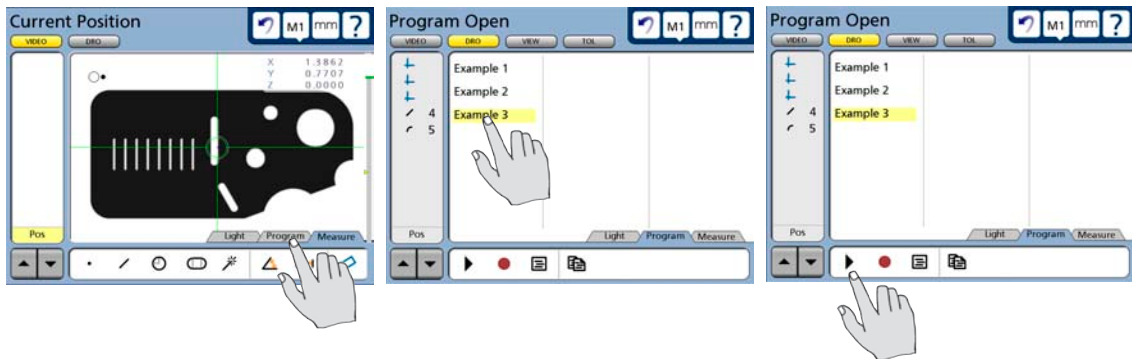 Current Position
M1 mm ?
VIDEO DRO
X 1.3862
Y 0.7707
Z 0.0000
Pos
Light Program Measure
Program Open
M1 mm ?
VIDEO DRO VIEW TOL
Example 1
Example 2
Example 3
4
5
Pos
Light Program Measure
Program Open
M1 mm ?
VIDEO DRO VIEW TOL
Example 1
Example 2
Example 3
4
5
Pos
Light Program Measure